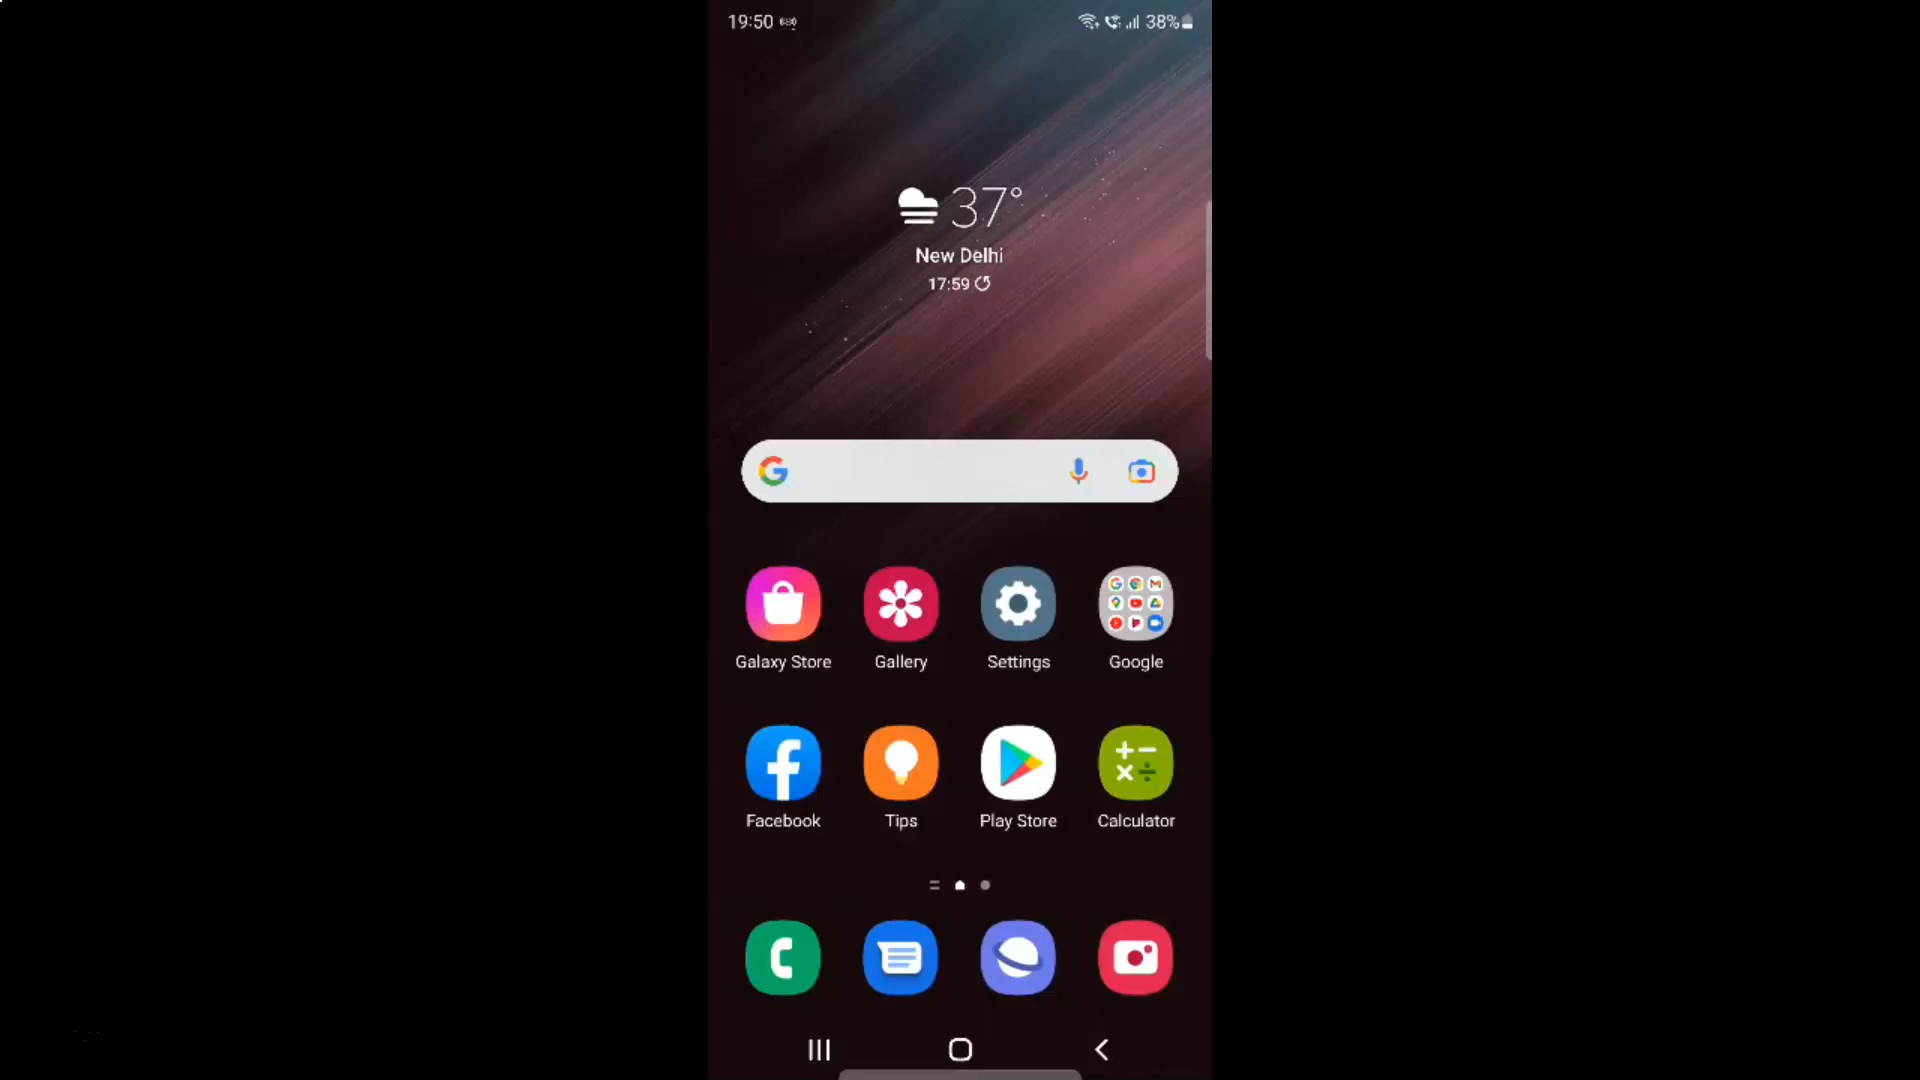 19:50
38%
37°
New Delhi
17:59
Galaxy Store
Gallery
Settings
Google
Facebook
Tips
Play Store
Calculator